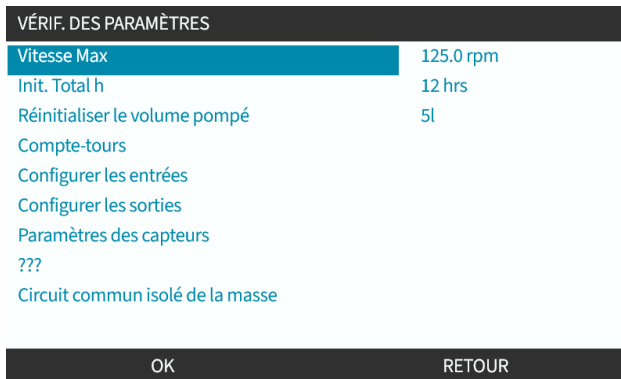 VÉRIF. DES PARAMÈTRES
Vitesse Max 125.0 rpm
Init. Total h 12 hrs
Réinitialiser le volume pompé 5l
Compte-tours
Configurer les entrées
Configurer les sorties
Paramètres des capteurs
???
Circuit commun isolé de la masse
OK RETOUR